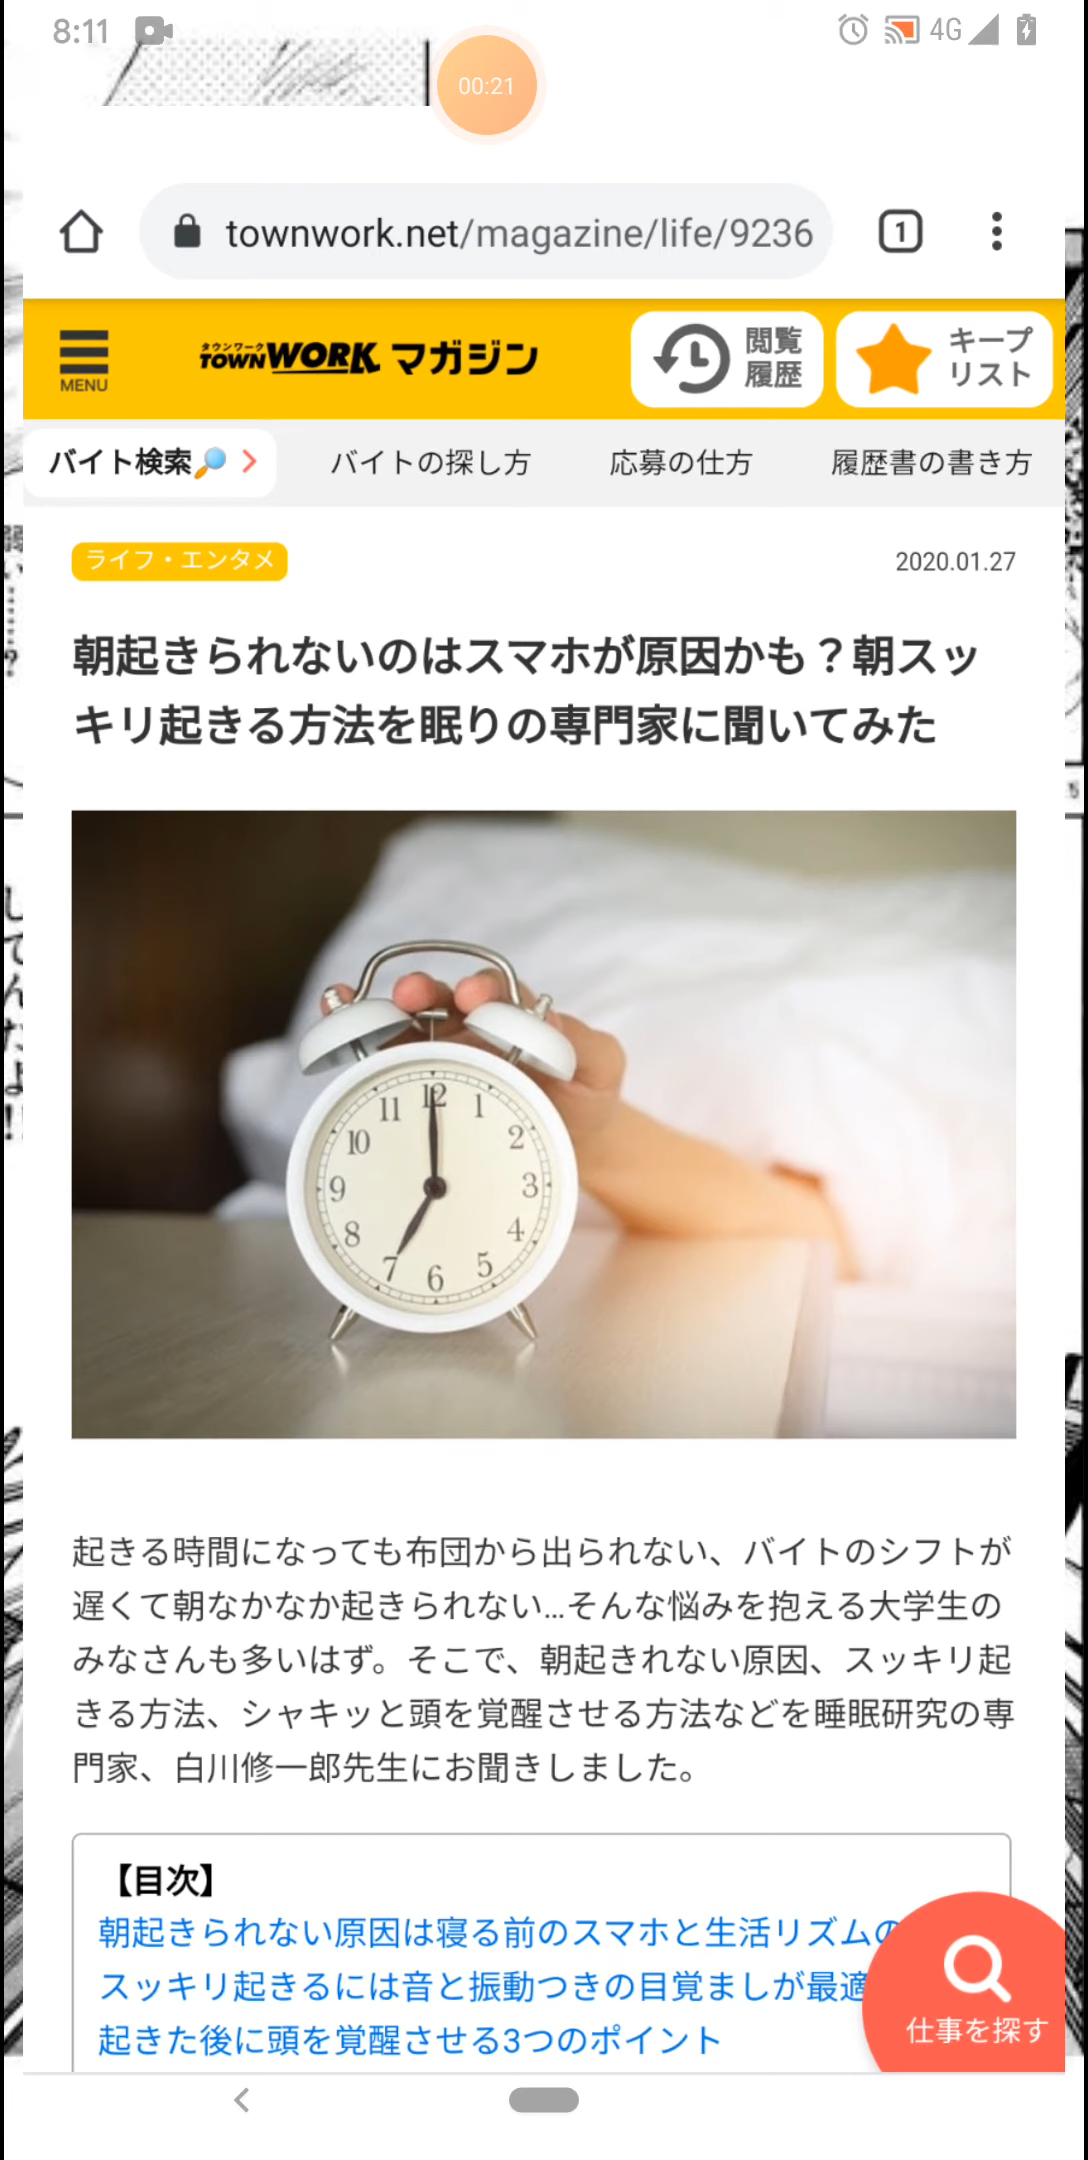 8:11
00:21
4G
townwork.net/magazine/life/9236
1
MENU
タウンワーク
TOWNWORK マガジン
閲覧
履歴
キープ
リスト
バイト検索
バイトの探し方
応募の仕方
履歴書の書き方
ライフ・エンタメ
2020.01.27
朝起きられないのはスマホが原因かも？朝スッ
キリ起きる方法を眠りの専門家に聞いてみた
12
1
2
3
4
5
6
7
8
9
10
11
起きる時間になっても布団から出られない、バイトのシフトが
遅くて朝なかなか起きられない…そんな悩みを抱える大学生の
みなさんも多いはず。そこで、朝起きれない原因、スッキリ起
きる方法、シャキッと頭を覚醒させる方法などを睡眠研究の専
門家、白川修一郎先生にお聞きしました。
【目次】
朝起きられない原因は寝る前のスマホと生活リズムの
スッキリ起きるには音と振動つきの目覚ましが最適
起きた後に頭を覚醒させる3つのポイント
仕事を探す